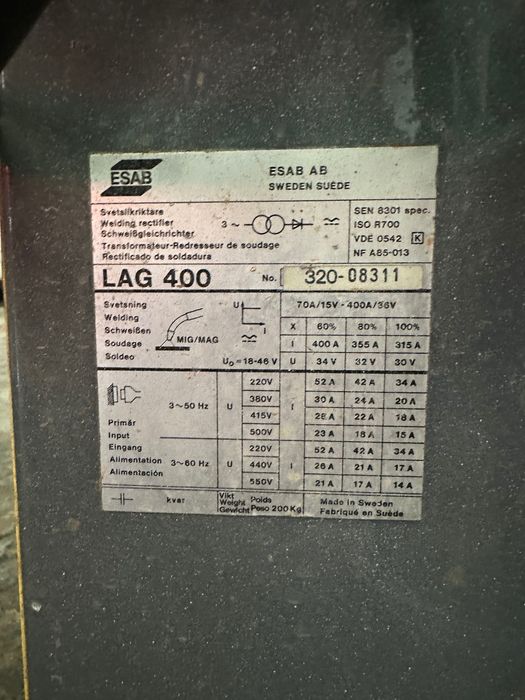 ESAB
ESAB AB
SWEDEN SUÈDE
Svetslikriktare
Welding rectifier
Schweißgleichrichter
Transformateur-Redresseur de soudage
Rectificado de soldadura
3 ~
SEN 8301 spec.
ISO R700
VDE 0542 K
NF A85-013
LAG 400 No. 320-08311
Svetsning
Welding
Schweißen
Soudage
Soldeo
MIG/MAG
U
I
U₀=18-46 V
70A/15V - 400A/36V
X 60% 80% 100%
I 400 A 355 A 315 A
U 34 V 32 V 30 V
Primär
Input
Eingang
Alimentation
Alimentación
3~50 Hz U I
220V 52 A 42 A 34 A
380V 30 A 24 A 20 A
415V 28 A 22 A 18 A
500V 23 A 18 A 15 A
3~60 Hz U I
220V 52 A 42 A 34 A
440V 26 A 21 A 17 A
550V 21 A 17 A 14 A
kvar
Vikt Poids
Weight
Gewicht Peso 200 Kg
Made in Sweden
Fabriqué en Suède